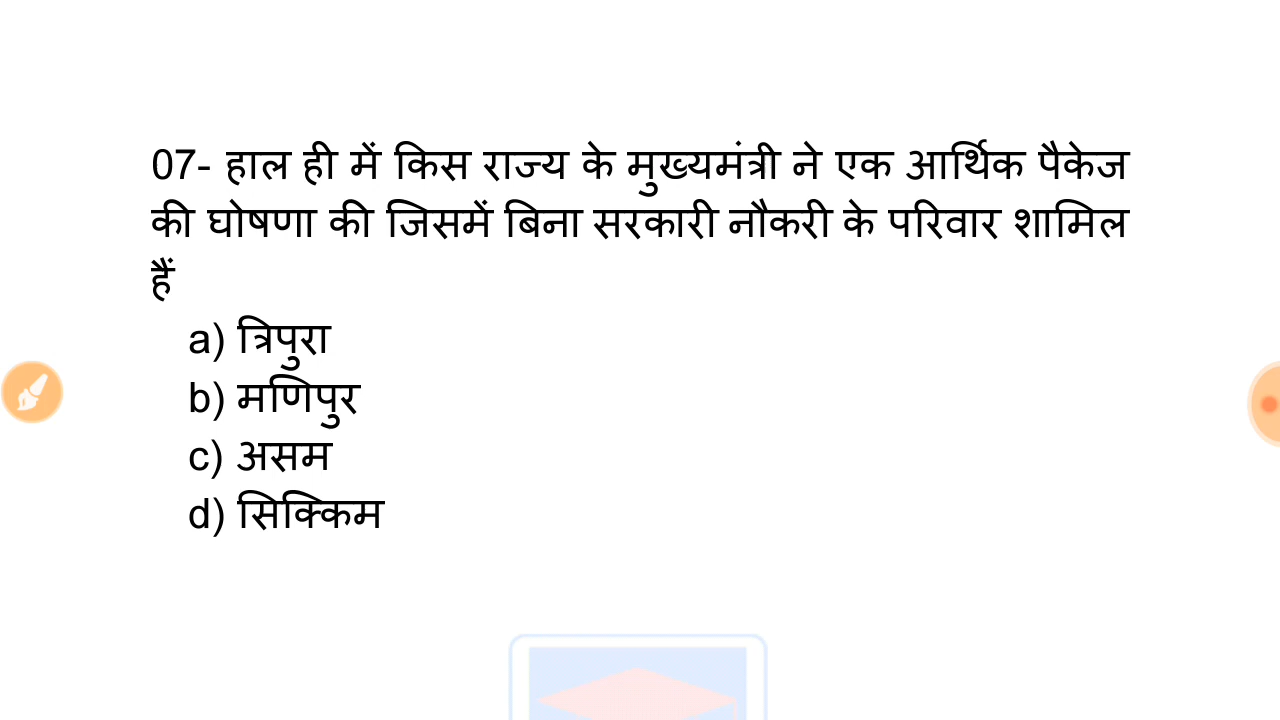 07- हाल ही में किस राज्य के मुख्यमंत्री ने एक आर्थिक पैकेज
की घोषणा की जिसमें बिना सरकारी नौकरी के परिवार शामिल
हैं
a) त्रिपुरा
b) मणिपुर
c) असम
d) सिक्किम